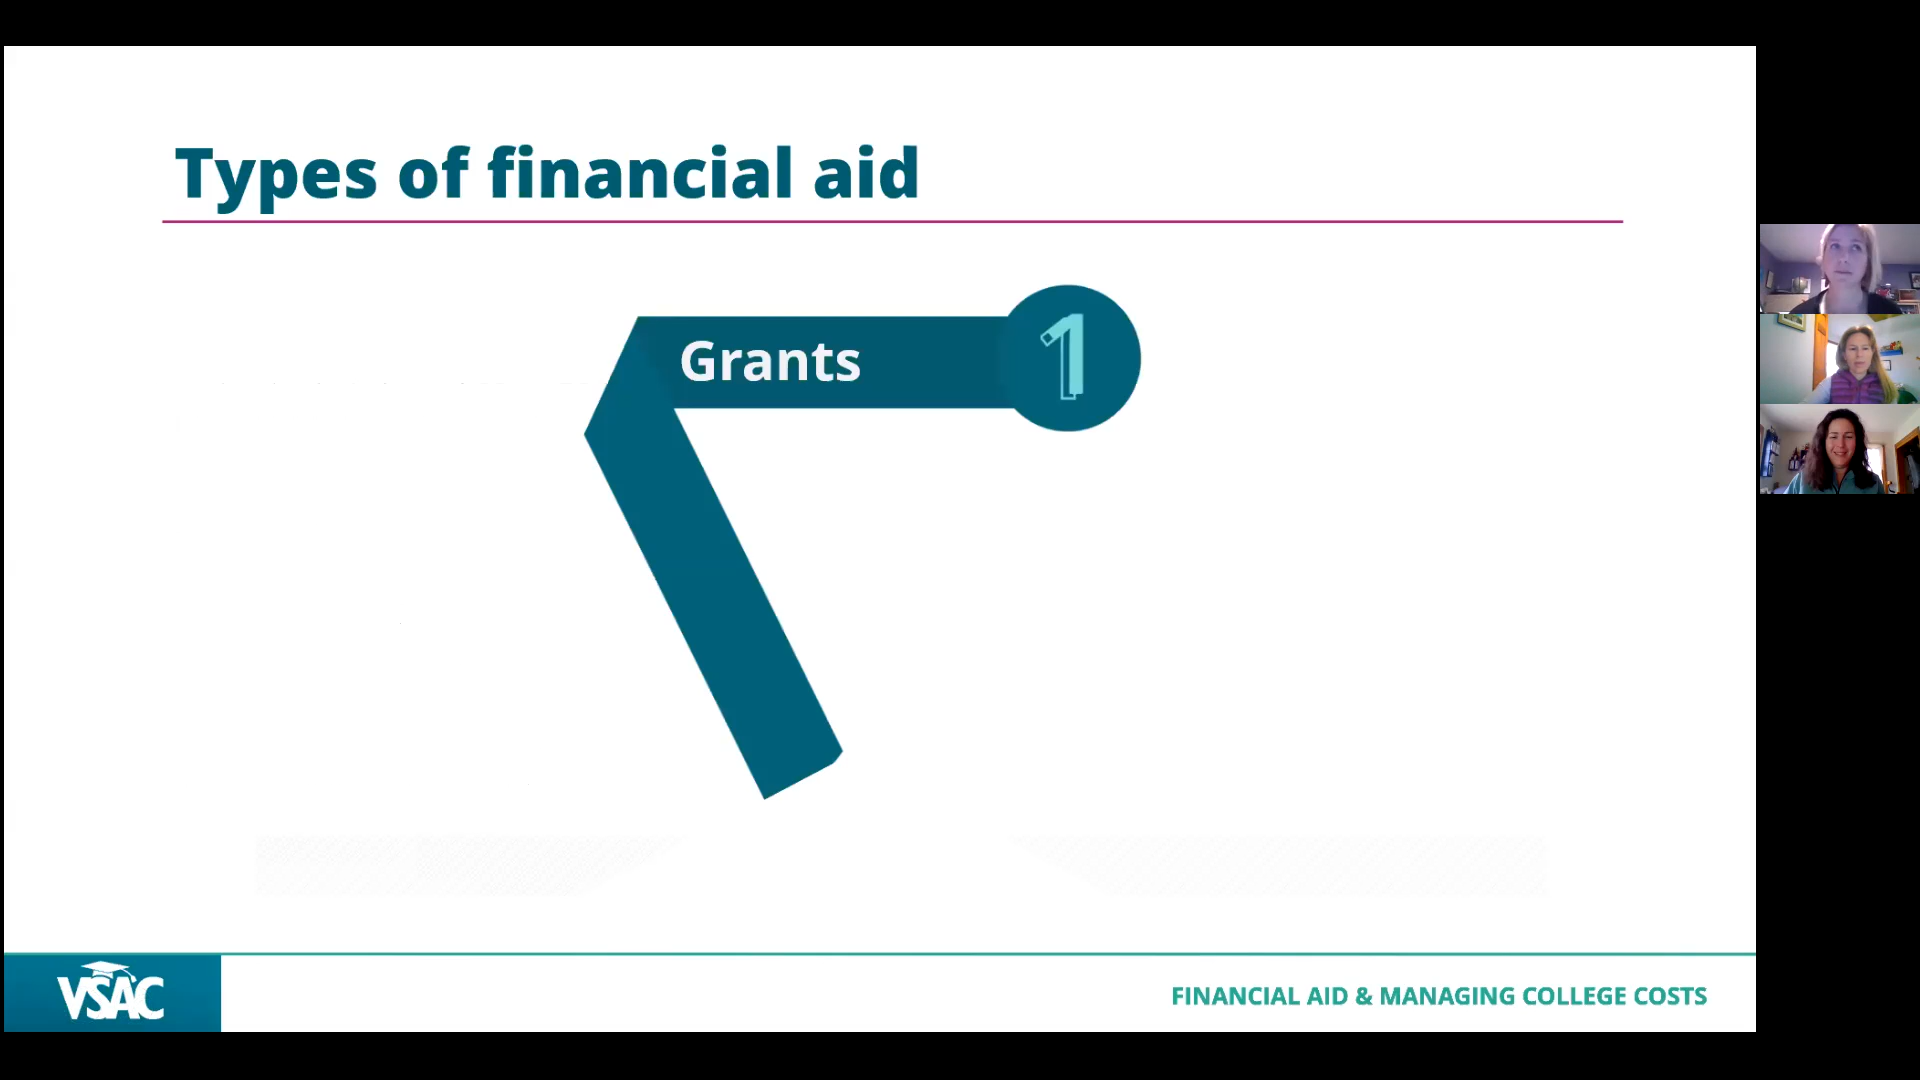 Types of financial aid
Grants
1
VSAC
FINANCIAL AID & MANAGING COLLEGE COSTS